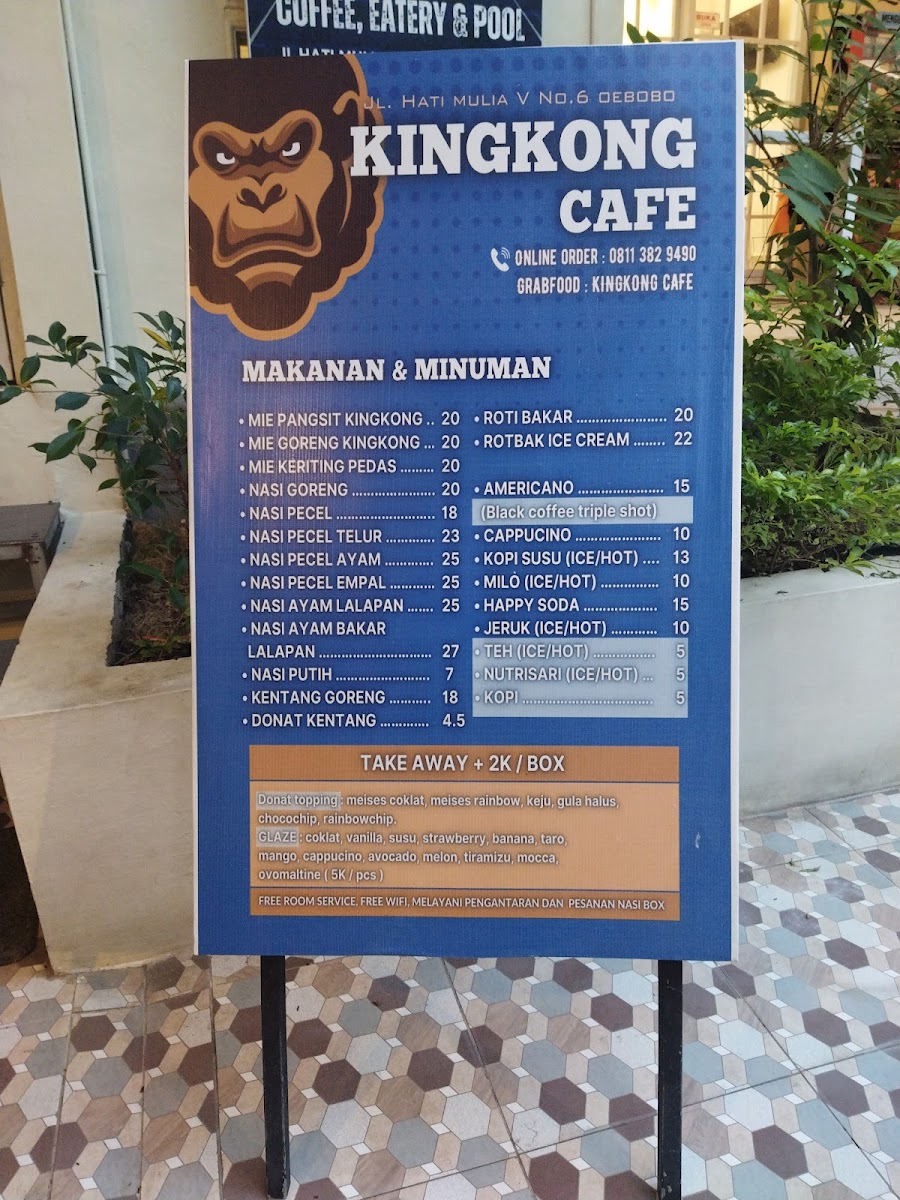 COFFEE, EATERY & POOL
JL. HATI MULIA V NO.6 OEBOBO
KINGKONG
CAFE
ONLINE ORDER : 0811 382 9490
GRABFOOD : KINGKONG CAFE
MAKANAN & MINUMAN
• MIE PANGSIT KINGKONG .. 20
• MIE GORENG KINGKONG ... 20
• MIE KERITING PEDAS ......... 20
• NASI GORENG ...................... 20
• NASI PECEL .......................... 18
• NASI PECEL TELUR ............. 23
• NASI PECEL AYAM .............. 25
• NASI PECEL EMPAL ............ 25
• NASI AYAM LALAPAN ....... 25
• NASI AYAM BAKAR
LALAPAN .............................. 27
• NASI PUTIH ......................... 7
• KENTANG GORENG ........... 18
• DONAT KENTANG ............. 4.5
• ROTI BAKAR ........................ 20
• ROTBAK ICE CREAM ........ 22
• AMERICANO ...................... 15
(Black coffee triple shot)
• CAPPUCINO ....................... 10
• KOPI SUSU (ICE/HOT) .... 13
• MILO (ICE/HOT) ............... 10
• HAPPY SODA ................... 15
• JERUK (ICE/HOT) ............ 10
• TEH (ICE/HOT) ................ 5
• NUTRISARI (ICE/HOT) ... 5
• KOPI .................................. 5
TAKE AWAY + 2K / BOX
Donat topping : meises coklat, meises rainbow, keju, gula halus,
chocochip, rainbowchip.
GLAZE : coklat, vanilla, susu, strawberry, banana, taro,
mango, cappucino, avocado, melon, tiramizu, mocca,
ovomaltine ( 5K / pcs )
FREE ROOM SERVICE, FREE WIFI, MELAYANI PENGANTARAN DAN PESANAN NASI BOX
BUKA